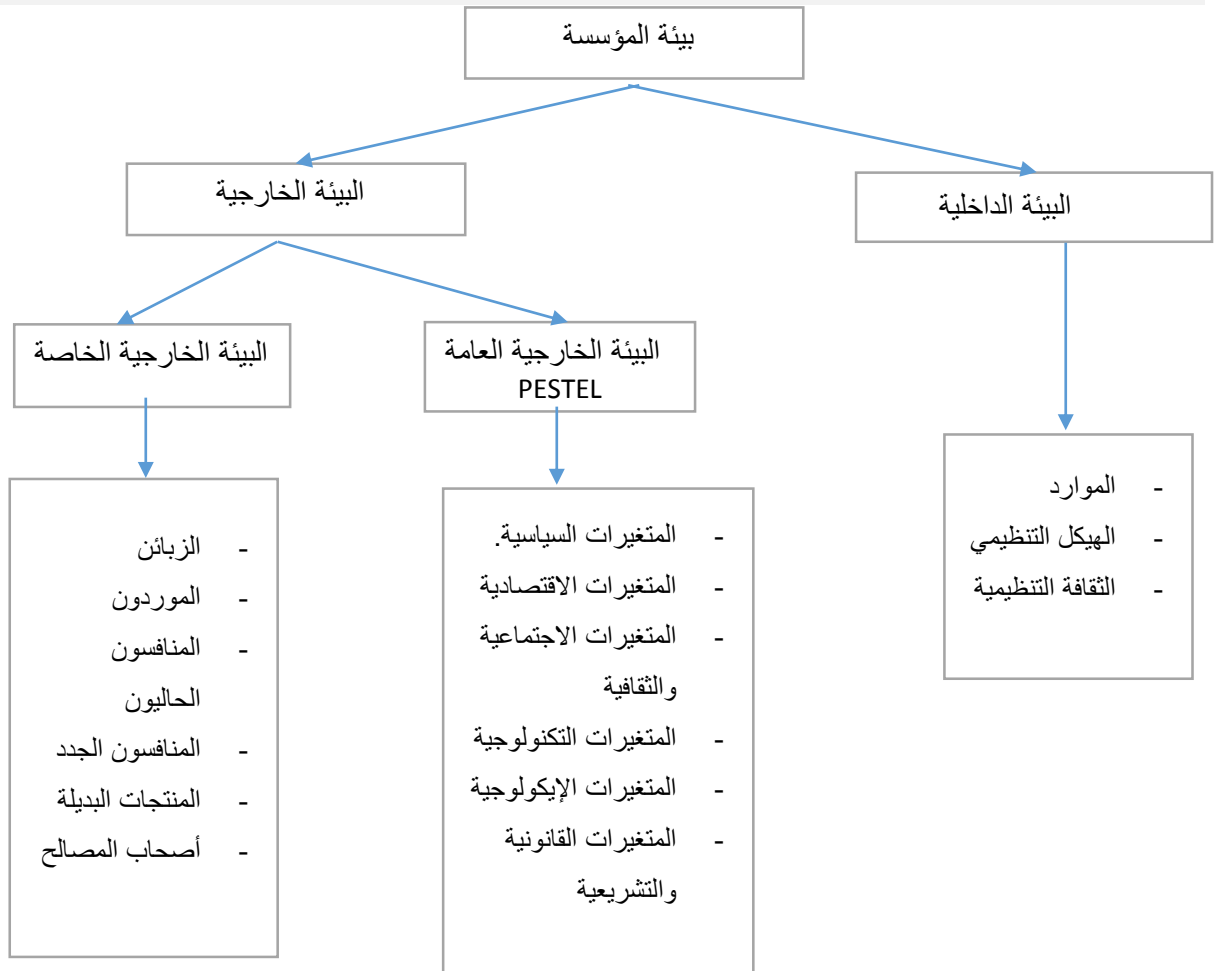 بيئة المؤسسة
البيئة الداخلية
البيئة الخارجية
البيئة الخارجية العامة
PESTEL
البيئة الخارجية الخاصة
- الموارد
- الهيكل التنظيمي
- الثقافة التنظيمية
- المتغيرات السياسية.
- المتغيرات الاقتصادية
- المتغيرات الاجتماعية
والثقافية
- المتغيرات التكنولوجية
- المتغيرات الإيكولوجية
- المتغيرات القانونية
والتشريعية
- الزبائن
- الموردون
- المنافسون
الحاليون
- المنافسون الجدد
- المنتجات البديلة
- أصحاب المصالح